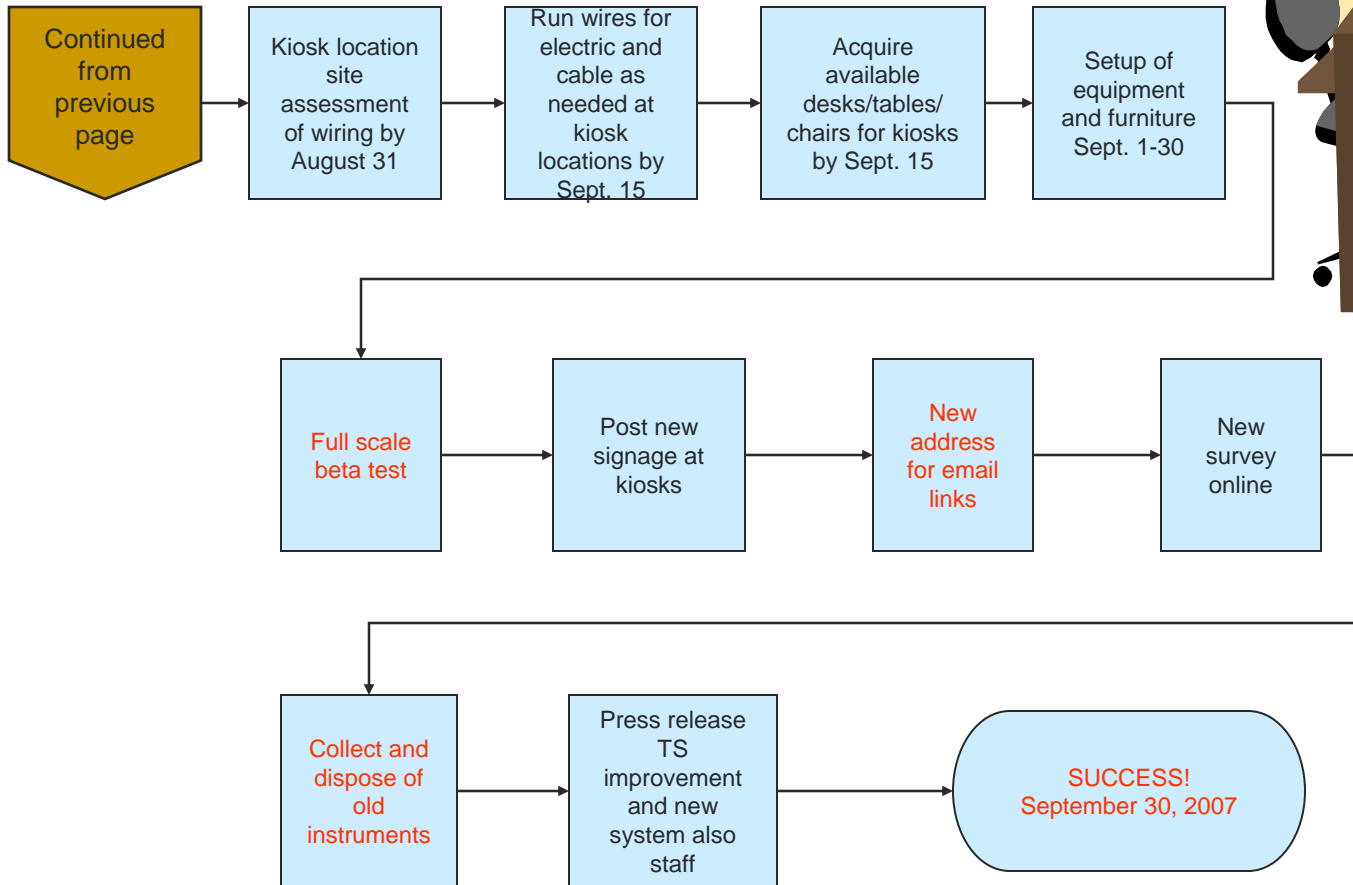 Continued
from
previous
page
Kiosk location
site
assessment
of wiring by
August 31
Run wires for
electric and
cable as
needed at
kiosk
locations by
Sept. 15
Acquire
available
desks/tables/
chairs for kiosks
by Sept. 15
Setup of
equipment
and furniture
Sept. 1-30
Full scale
beta test
Post new
signage at
kiosks
New
address
for email
links
New
survey
online
Collect and
dispose of
old
instruments
Press release
TS
improvement
and new
system also
staff
SUCCESS!
September 30, 2007